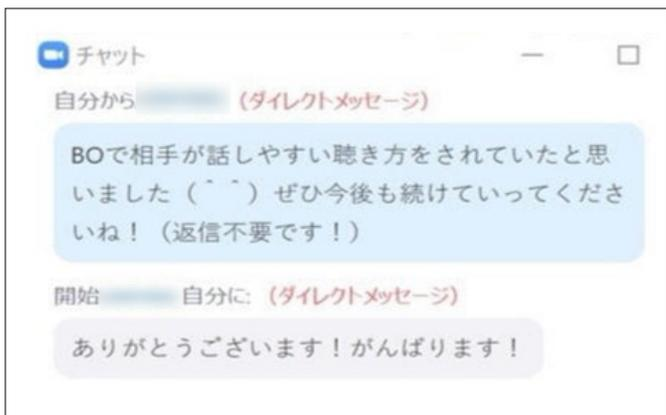 チャット
自分から
(ダイレクトメッセージ)
BOで相手が話しやすい聴き方をされていたと思
いました（＾＾）ぜひ今後も続けていってくださ
いね！（返信不要です！）
開始 自分に: (ダイレクトメッセージ)
ありがとうございます！がんばります！